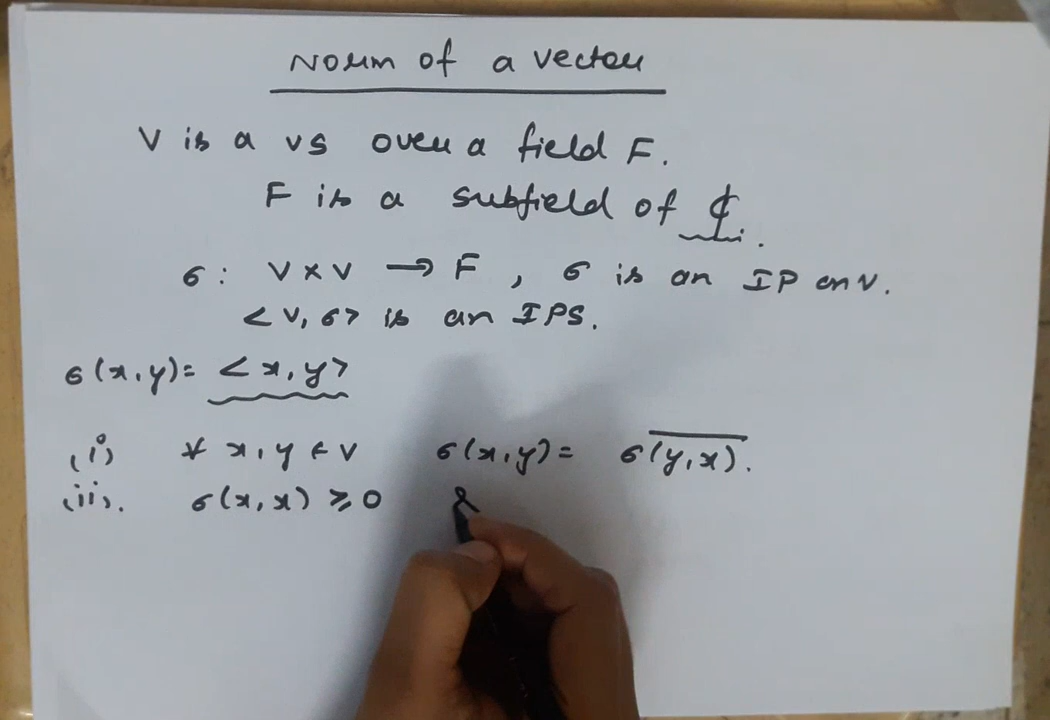 Norm of a vector
V is a vs over a field F.
F is a subfield of ₵.
σ: V×V → F, σ is an IP on V.
<V, σ> is an IPS.
σ(x,y)= <x,y>
(i) ∀ x,y ∈ V σ(x,y)= \overline{σ(y,x)}.
(ii). σ(x,x) ≥ 0 &